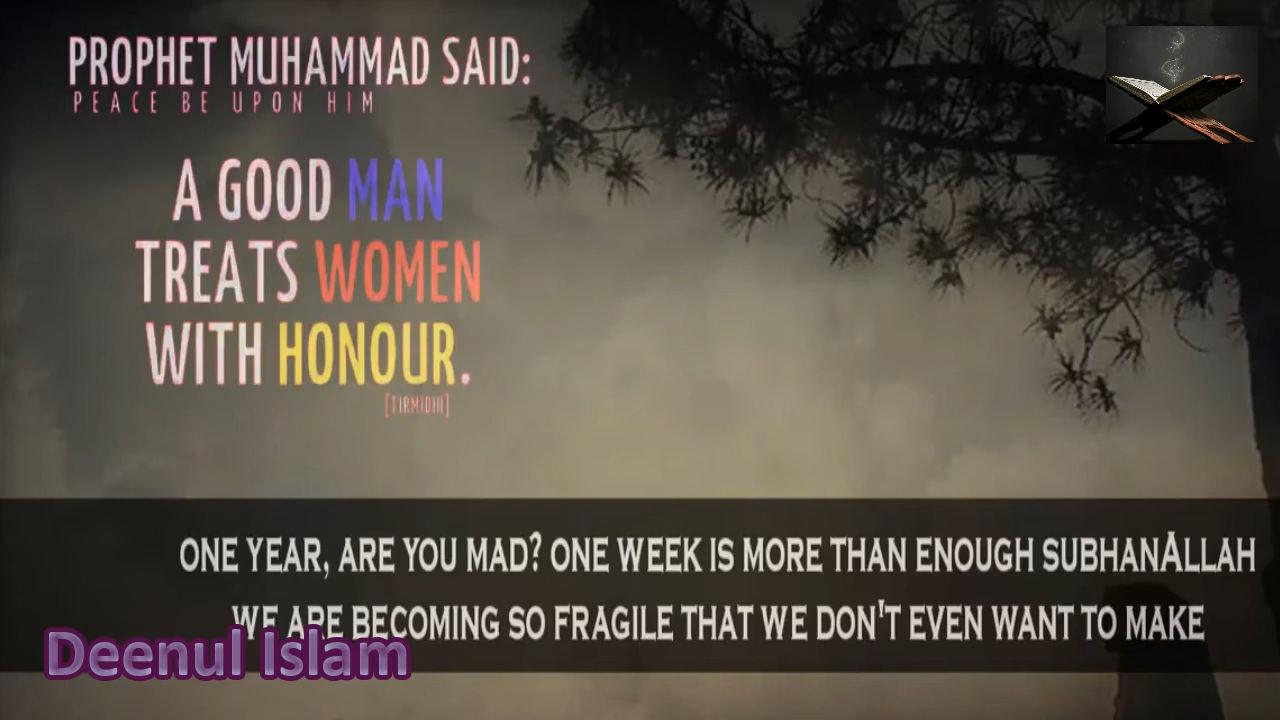 PROPHET MUHAMMAD SAID:
PEACE BE UPON HIM
A GOOD MAN
TREATS WOMEN
WITH HONOUR.
[TIRMIDHI]
ONE YEAR, ARE YOU MAD? ONE WEEK IS MORE THAN ENOUGH SUBHANALLAH
WE ARE BECOMING SO FRAGILE THAT WE DON'T EVEN WANT TO MAKE
Deenul Islam